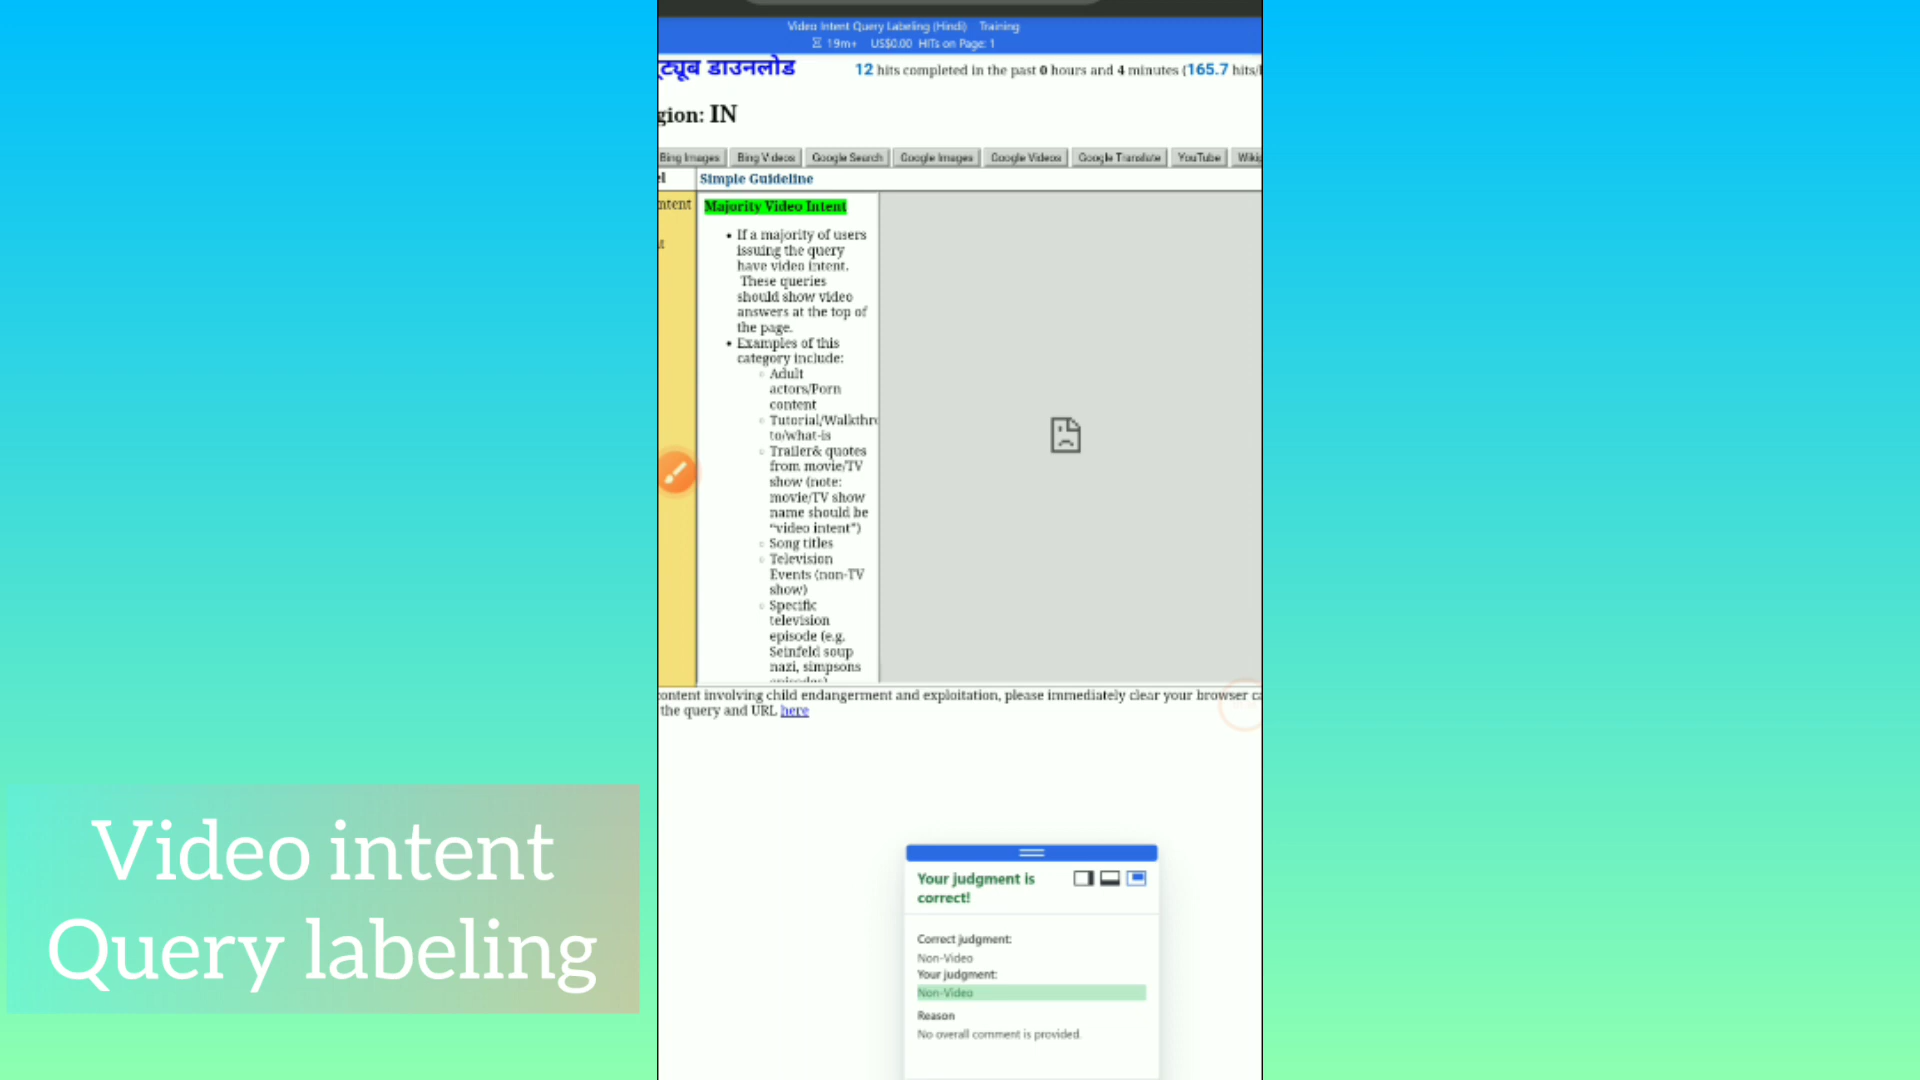 Video Intent Query Labeling (Hindi) Training
19m+ US$0.00 HITs on Page: 1
डाउनलोड 12 hits completed in the past 0 hours and 4 minutes (165.7 hits/
gion: IN
Bing Images Bing Videos Google Search Google Images Google Videos Google Translate YouTube
Simple Guideline
ntent
Majority Video Intent
• If a majority of users
issuing the query
have video intent.
These queries
should show video
answers at the top of
the page.
• Examples of this
category include:
Adult
actors/Porn
content
Tutorial/Walkthr
to/what-is
Trailer& quotes
from movie/TV
show (note:
movie/TV show
name should be
“video intent”)
Song titles
Television
Events (non-TV
show)
Specific
television
episode (e.g.
Seinfeld soup
nazi, simpsons
content involving child endangerment and exploitation, please immediately clear your browser
the query and URL here
Your judgment is
correct!
Correct judgment:
Non-Video
Your judgment:
Non-Video
Reason
No overall comment is provided.
Video intent
Query labeling